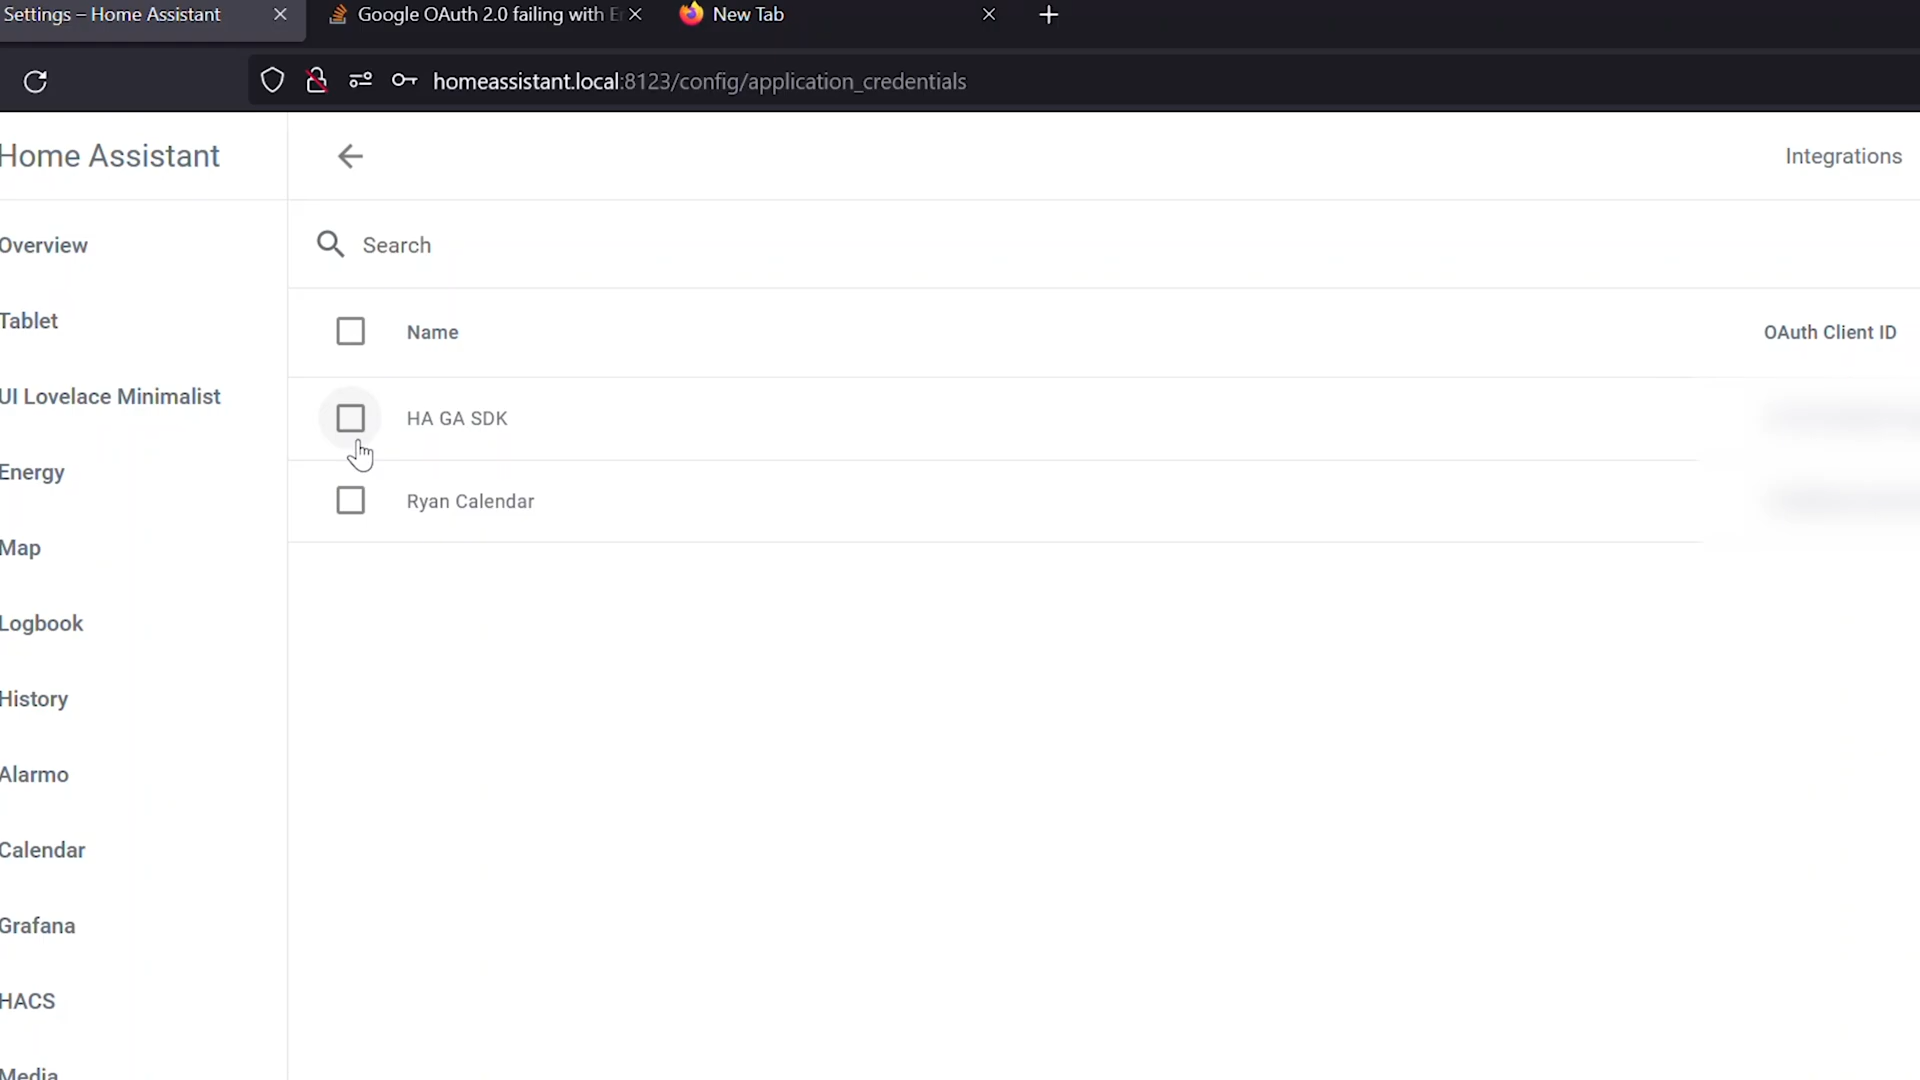 Settings – Home Assistant
Google OAuth 2.0 failing with
New Tab
homeassistant.local:8123/config/application_credentials
Home Assistant
Integrations
Search
Overview
Tablet
UI Lovelace Minimalist
Energy
Map
Logbook
History
Alarmo
Calendar
Grafana
HACS
Media
Name
OAuth Client ID
HA GA SDK
Ryan Calendar